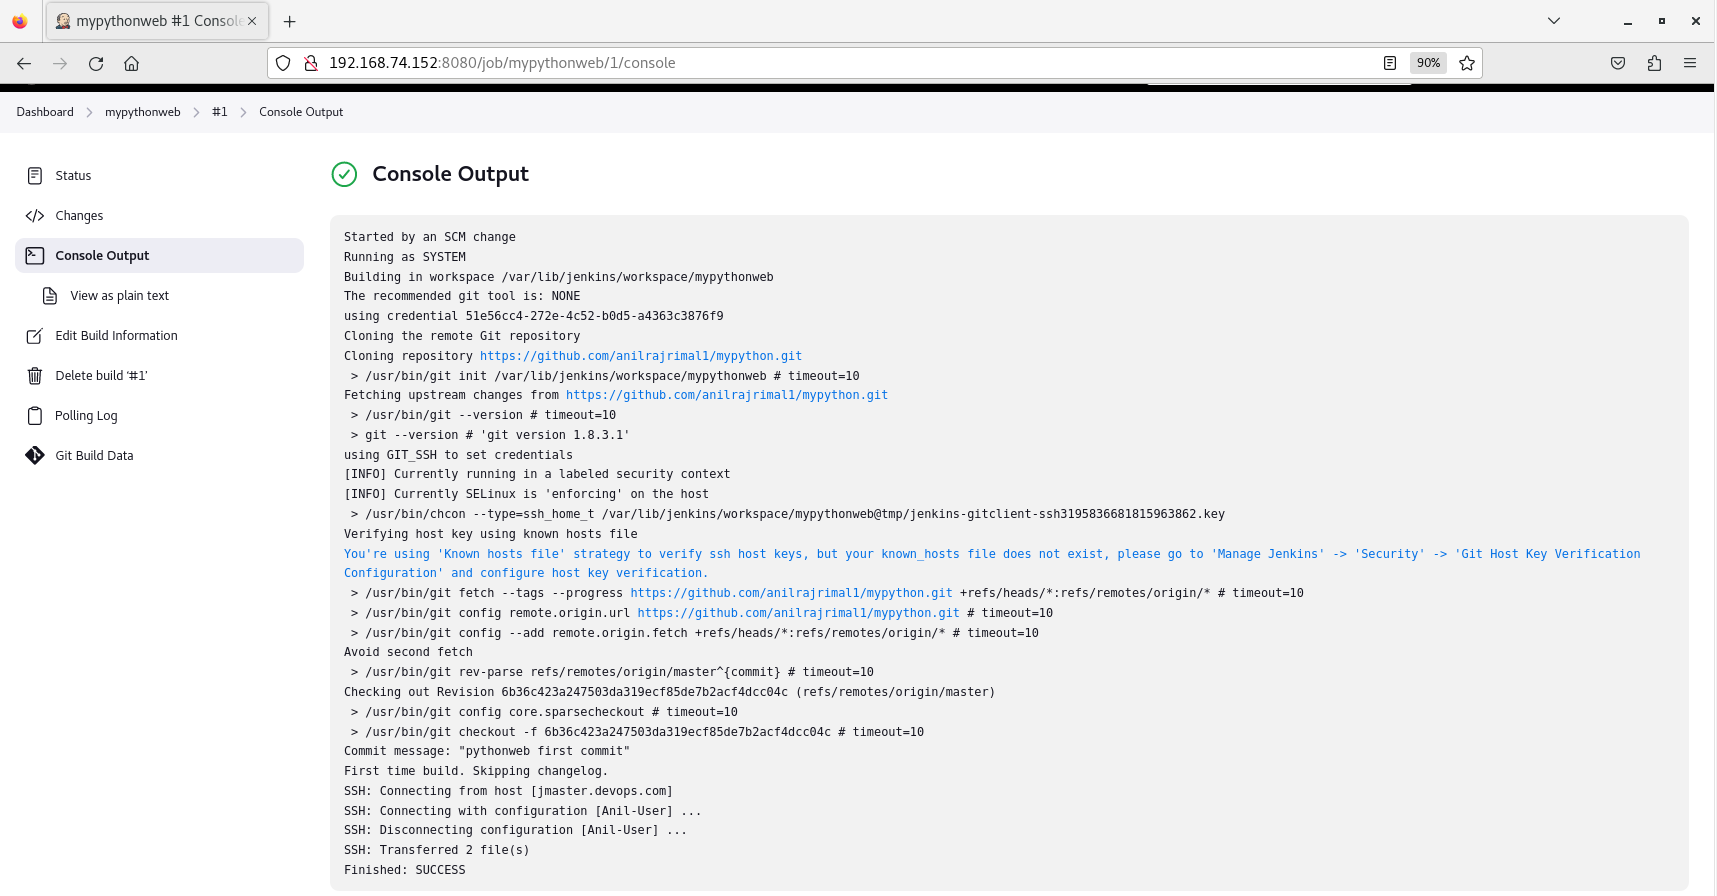 mypythonweb #1 Console
192.168.74.152:8080/job/mypythonweb/1/console
90%
Dashboard
mypythonweb
#1
Console Output
Status
Changes
Console Output
View as plain text
Edit Build Information
Delete build ‘#1’
Polling Log
Git Build Data
Console Output
Started by an SCM change
Running as SYSTEM
Building in workspace /var/lib/jenkins/workspace/mypythonweb
The recommended git tool is: NONE
using credential 51e56cc4-272e-4c52-b0d5-a4363c3876f9
Cloning the remote Git repository
Cloning repository https://github.com/anilrajrimal1/mypython.git
> /usr/bin/git init /var/lib/jenkins/workspace/mypythonweb # timeout=10
Fetching upstream changes from https://github.com/anilrajrimal1/mypython.git
> /usr/bin/git --version # timeout=10
> git --version # 'git version 1.8.3.1'
using GIT_SSH to set credentials
[INFO] Currently running in a labeled security context
[INFO] Currently SELinux is 'enforcing' on the host
> /usr/bin/chcon --type=ssh_home_t /var/lib/jenkins/workspace/mypythonweb@tmp/jenkins-gitclient-ssh3195836681815963862.key
Verifying host key using known hosts file
You're using 'Known hosts file' strategy to verify ssh host keys, but your known_hosts file does not exist, please go to 'Manage Jenkins' -> 'Security' -> 'Git Host Key Verification
Configuration' and configure host key verification.
> /usr/bin/git fetch --tags --progress https://github.com/anilrajrimal1/mypython.git +refs/heads/*:refs/remotes/origin/* # timeout=10
> /usr/bin/git config remote.origin.url https://github.com/anilrajrimal1/mypython.git # timeout=10
> /usr/bin/git config --add remote.origin.fetch +refs/heads/*:refs/remotes/origin/* # timeout=10
Avoid second fetch
> /usr/bin/git rev-parse refs/remotes/origin/master^{commit} # timeout=10
Checking out Revision 6b36c423a247503da319ecf85de7b2acf4dcc04c (refs/remotes/origin/master)
> /usr/bin/git config core.sparsecheckout # timeout=10
> /usr/bin/git checkout -f 6b36c423a247503da319ecf85de7b2acf4dcc04c # timeout=10
Commit message: "pythonweb first commit"
First time build. Skipping changelog.
SSH: Connecting from host [jmaster.devops.com]
SSH: Connecting with configuration [Anil-User] ...
SSH: Disconnecting configuration [Anil-User] ...
SSH: Transferred 2 file(s)
Finished: SUCCESS